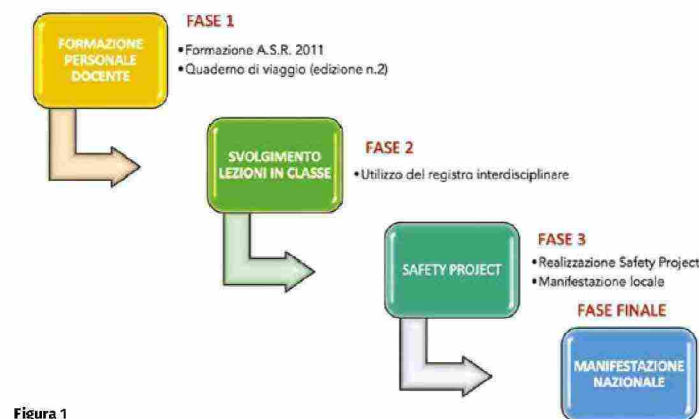 FASE 1
FORMAZIONE
PERSONALE
DOCENTE
•Formazione A.S.R. 2011
•Quaderno di viaggio (edizione n.2)
FASE 2
SVOLGIMENTO
LEZIONI IN CLASSE
•Utilizzo del registro interdisciplinare
FASE 3
SAFETY PROJECT
•Realizzazione Safety Project
•Manifestazione locale
FASE FINALE
MANIFESTAZIONE
NAZIONALE
Figura 1